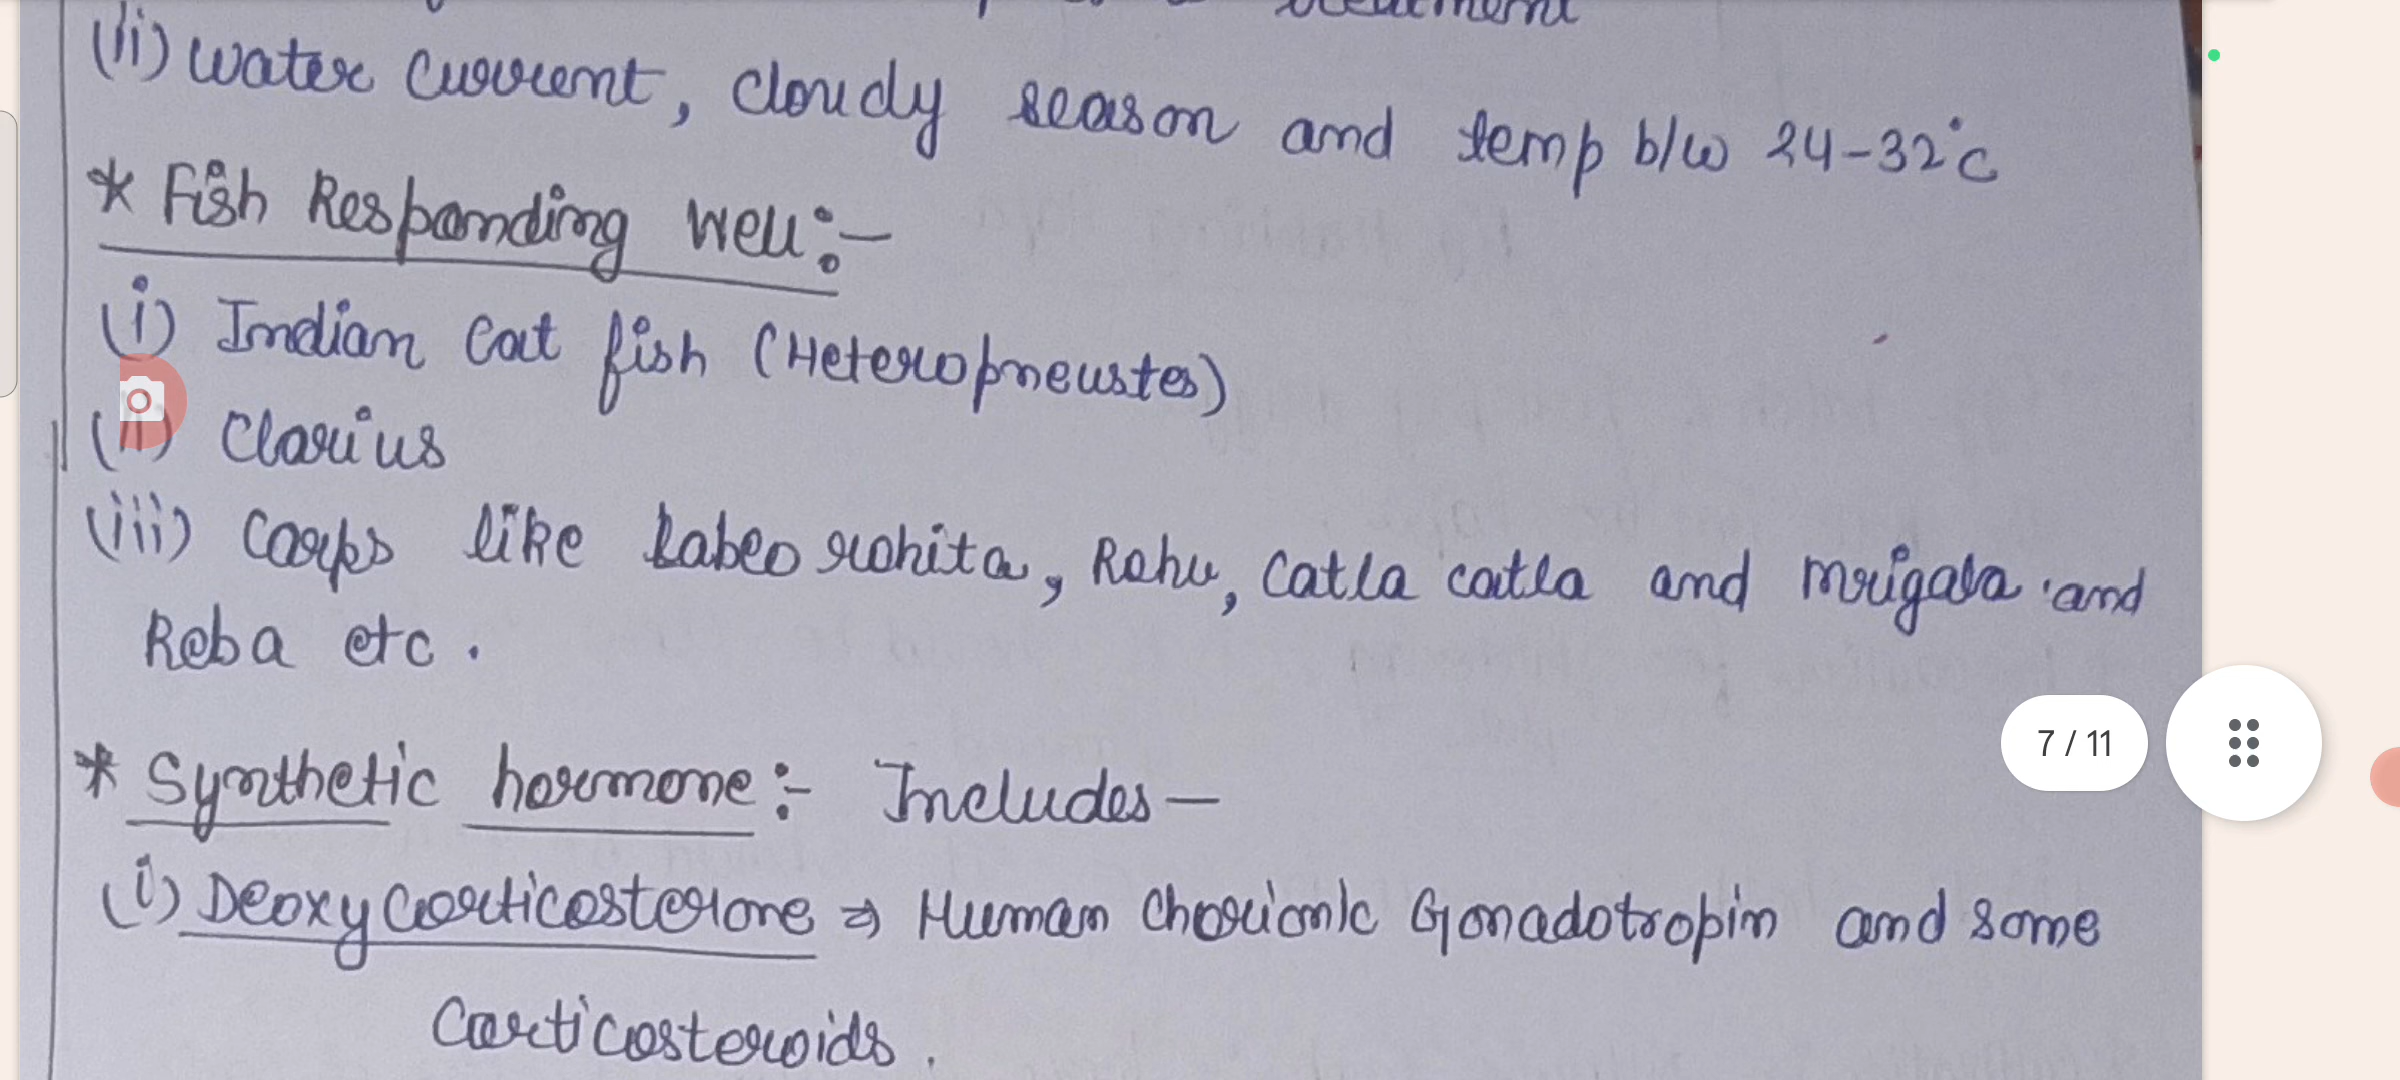 treatment
(ii) water current, cloudy season and temp b/w 24-32°c
* Fish Responding well:-
(i) Indian Cat fish (Heteropneustes)
(ii) Clarius
(iii) Carps like Labeo rohita, Rohu, Catla catla and mrigala and
Reba etc.
7 / 11
* Synthetic hormone:- Includes—
(i) Deoxycorticosterone ⇒ Human Chorionic Gonadotropin and some
Corticosteroids.